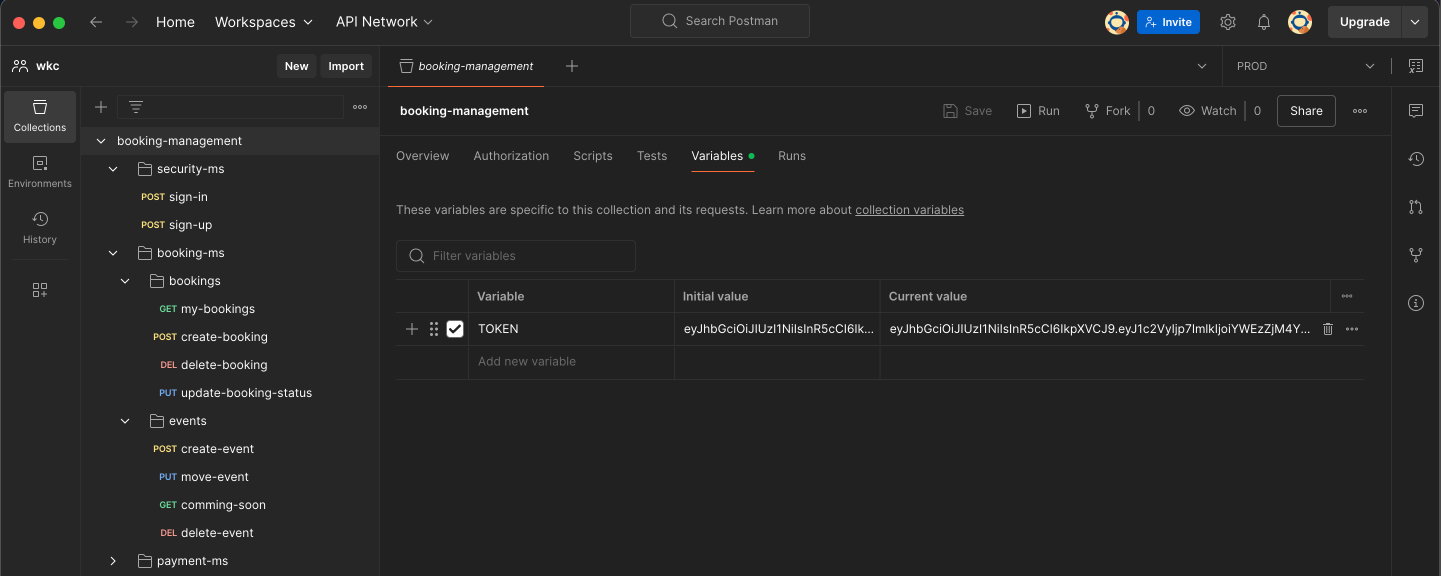 Home Workspaces API Network Search Postman Invite Upgrade
wkc New Import booking-management PROD
Collections
Environments
History
booking-management
security-ms
POST sign-in
POST sign-up
booking-ms
bookings
GET my-bookings
POST create-booking
DEL delete-booking
PUT update-booking-status
events
POST create-event
PUT move-event
GET comming-soon
DEL delete-event
payment-ms
booking-management Save Run Fork 0 Watch 0 Share
Overview Authorization Scripts Tests Variables Runs
These variables are specific to this collection and its requests. Learn more about collection variables
Filter variables
Variable Initial value Current value
TOKEN
Add new variable